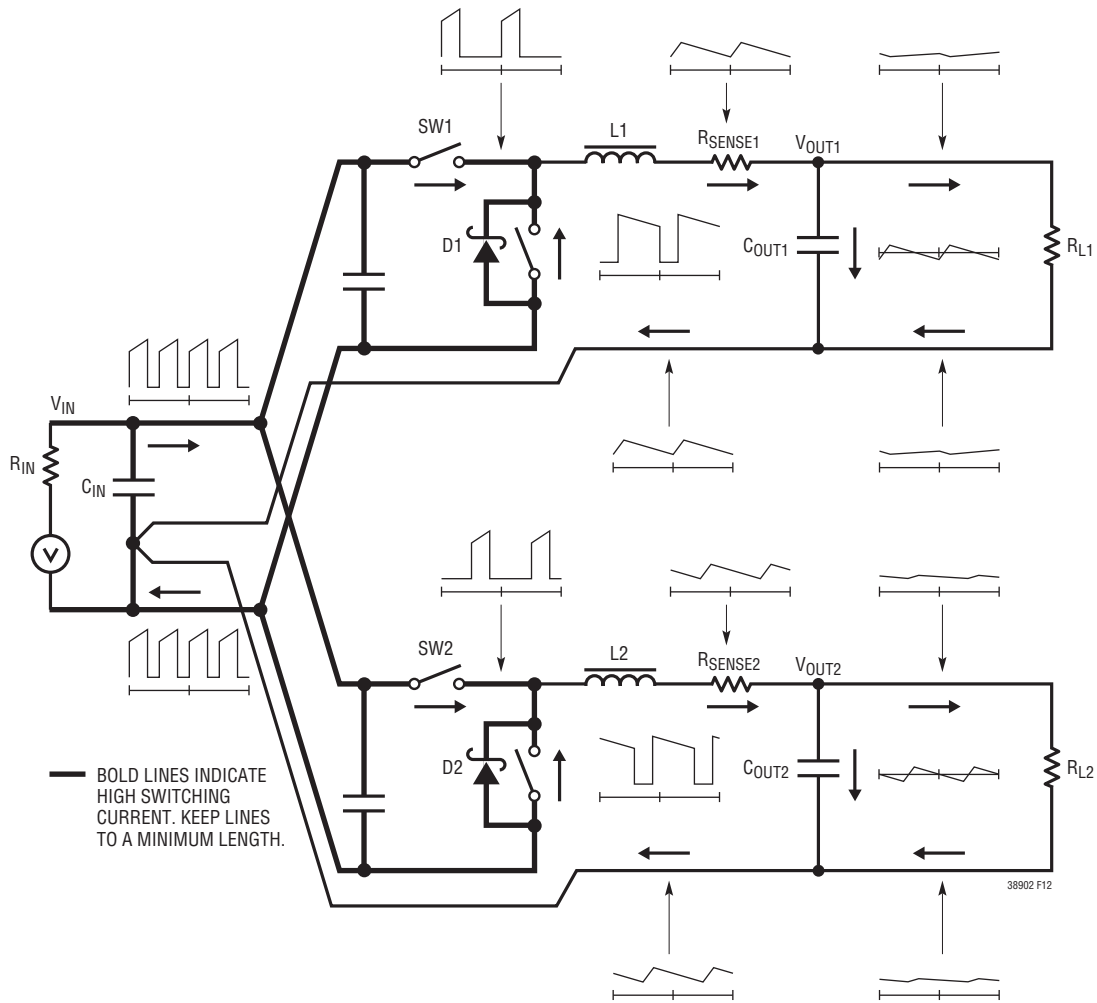 SW1
L1
RSENSE1
VOUT1
D1
COUT1
RL1
VIN
RIN
CIN
V
SW2
L2
RSENSE2
VOUT2
D2
COUT2
RL2
BOLD LINES INDICATE
HIGH SWITCHING
CURRENT. KEEP LINES
TO A MINIMUM LENGTH.
38902 F12